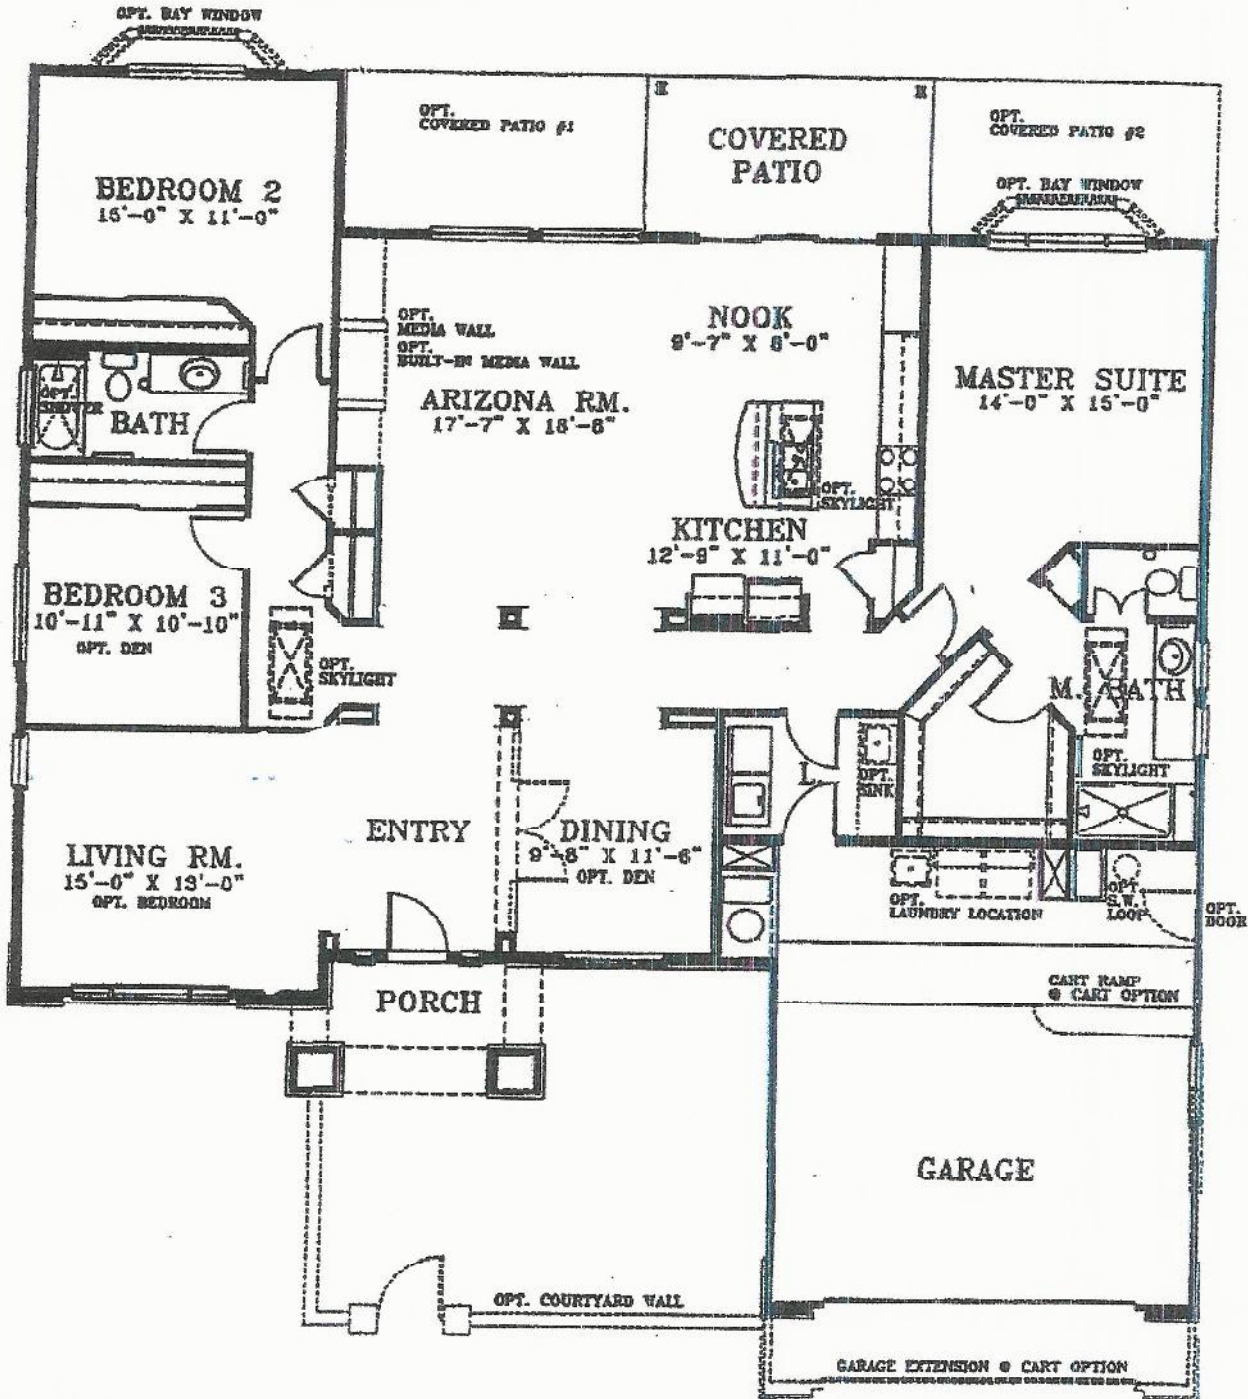 OPT. BAY WINDOW
OPT.
COVERED PATIO #1
COVERED
PATIO
OPT.
COVERED PATIO #2
OPT. BAY WINDOW
BEDROOM 2
15'-0" X 11'-0"
OPT.
MEDIA WALL
OPT.
BUILT-IN MEDIA WALL
NOOK
9'-7" X 8'-0"
ARIZONA RM.
17'-7" X 18'-8"
MASTER SUITE
14'-0" X 15'-0"
OPT.
SHOWER
BATH
OPT.
SKYLIGHT
KITCHEN
12'-9" X 11'-0"
BEDROOM 3
10'-11" X 10'-10"
OPT. DEN
OPT.
SKYLIGHT
M. BATH
OPT.
SKYLIGHT
L.
OPT.
SINK
ENTRY
DINING
9'-8" X 11'-6"
OPT. DEN
LIVING RM.
15'-0" X 13'-0"
OPT. BEDROOM
OPT.
LAUNDRY LOCATION
OPT.
S.W.
LOOP
OPT.
DOOR
PORCH
CART RAMP
@ CART OPTION
GARAGE
OPT. COURTYARD WALL
GARAGE EXTENSION @ CART OPTION